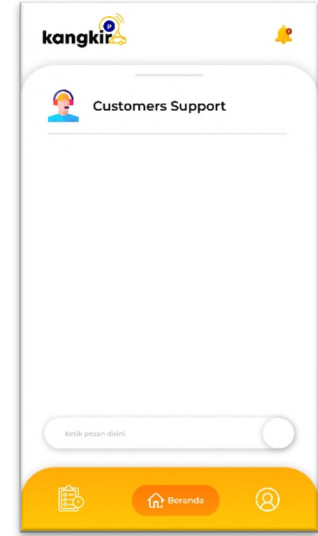 kangkir
P
Customers Support
Ketik pesan disini
Beranda